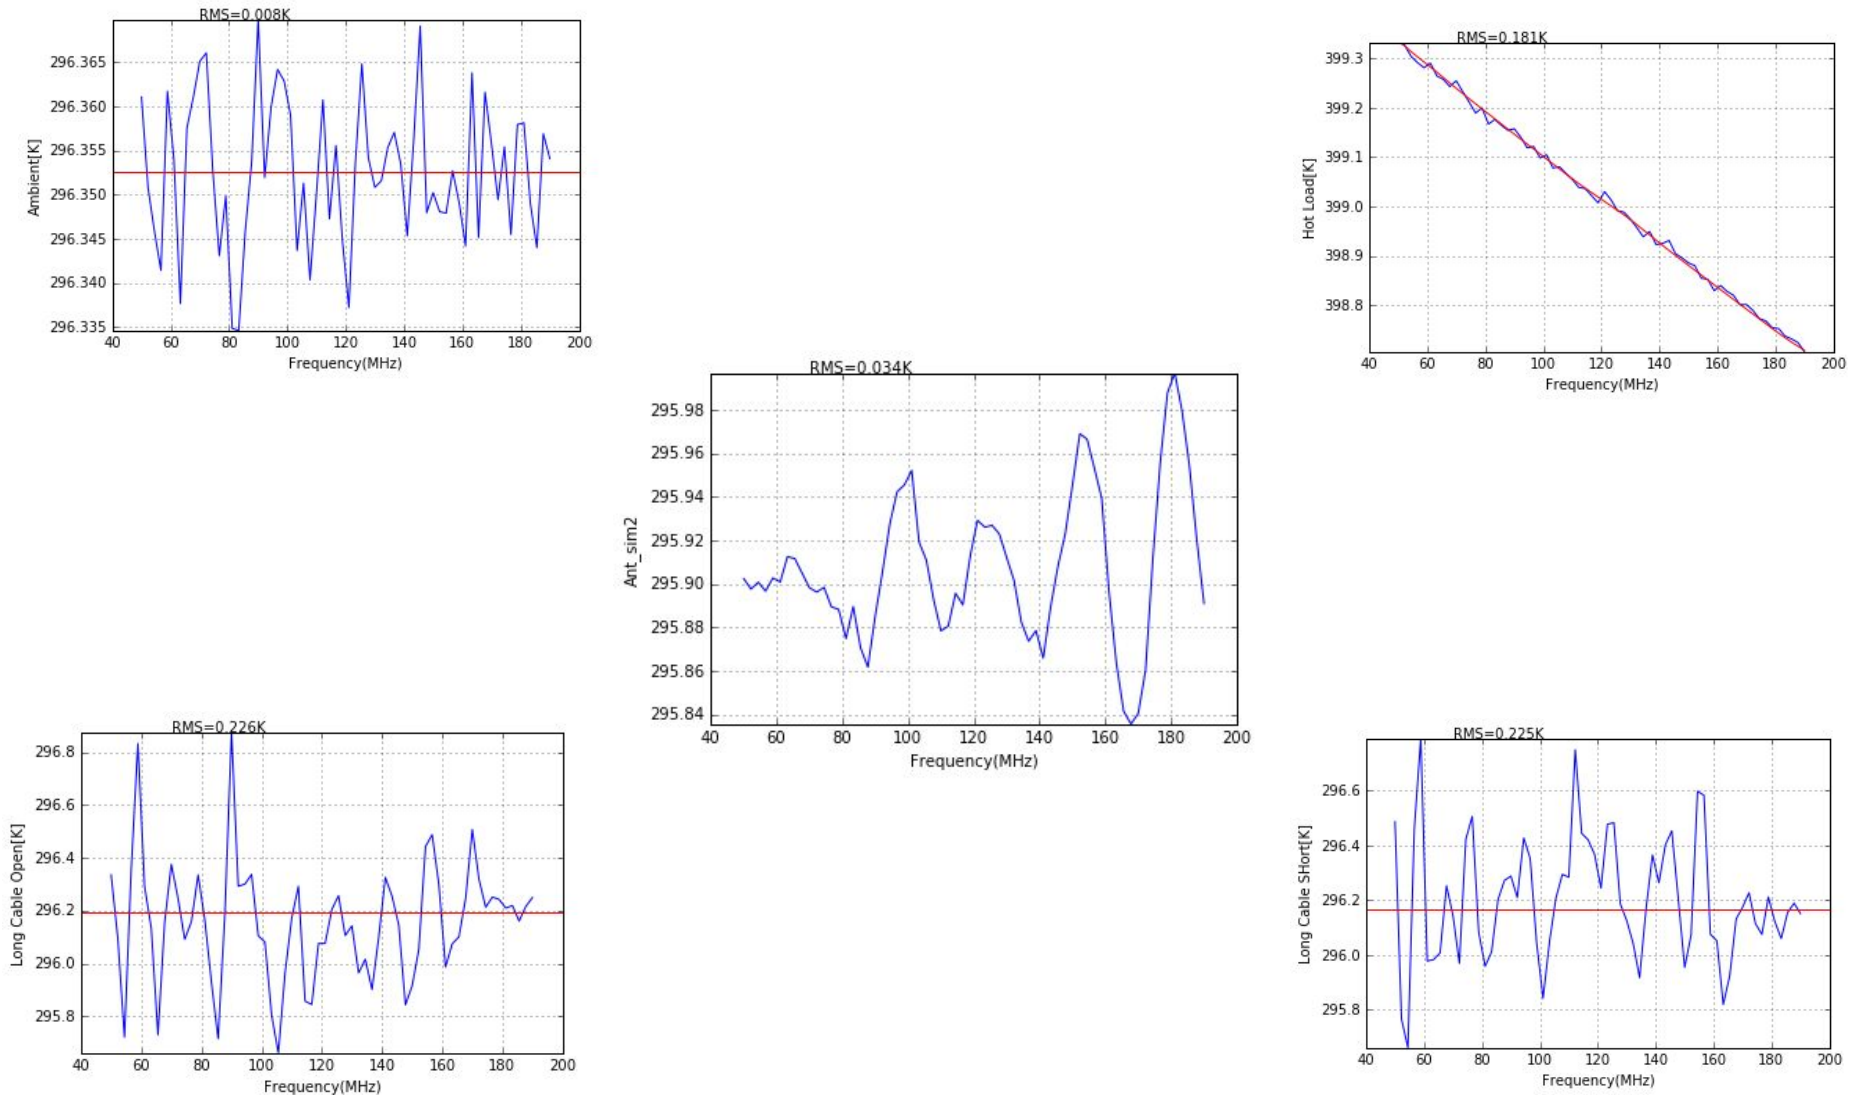 RMS=0.008K
296.365
296.360
296.355
296.350
296.345
296.340
296.335
Ambient[K]
40 60 80 100 120 140 160 180 200
Frequency(MHz)
RMS=0.181K
399.3
399.2
399.1
399.0
398.9
398.8
Hot Load[K]
40 60 80 100 120 140 160 180 200
Frequency(MHz)
RMS=0.034K
295.98
295.96
295.94
295.92
295.90
295.88
295.86
295.84
Ant_sim2
40 60 80 100 120 140 160 180 200
Frequency(MHz)
RMS=0.226K
296.8
296.6
296.4
296.2
296.0
295.8
Long Cable Open[K]
40 60 80 100 120 140 160 180 200
Frequency(MHz)
RMS=0.225K
296.6
296.4
296.2
296.0
295.8
Long Cable SHort[K]
40 60 80 100 120 140 160 180 200
Frequency(MHz)